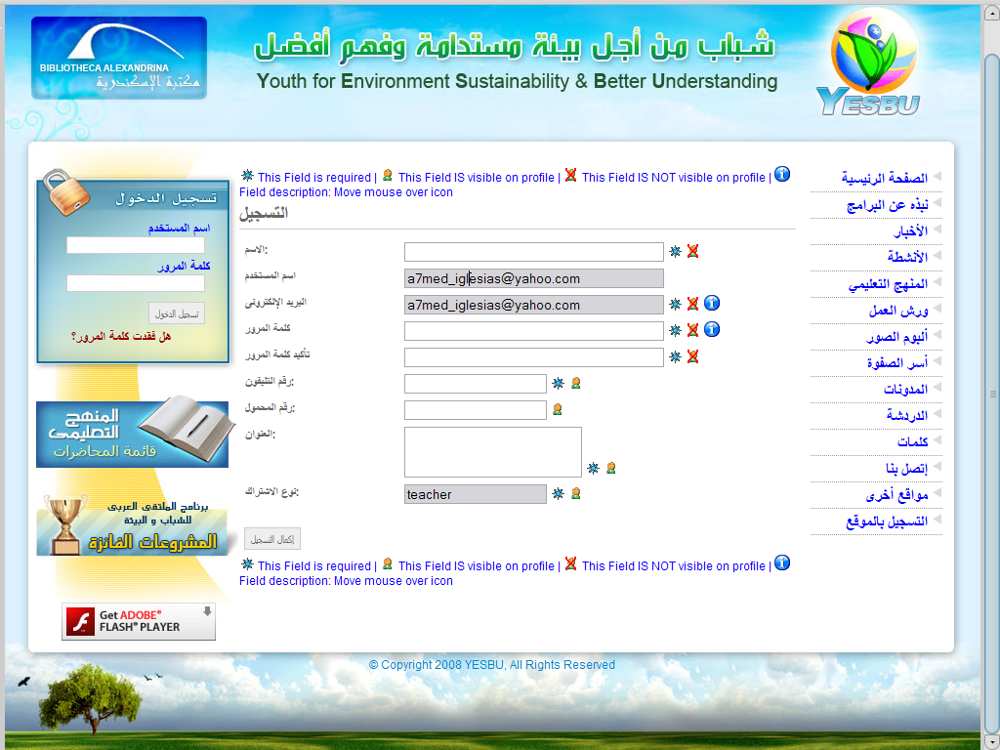 BIBLIOTHECA ALEXANDRINA
مكتبة الإسكندرية
شباب من أجل بيئة مستدامة وفهم أفضل
Youth for Environment Sustainability & Better Understanding
YESBU
تسجيل الدخول
اسم المستخدم
كلمة المرور
تسجيل الدخول
هل فقدت كلمة المرور؟
المنهج التعليمى
قائمة المحاضرات
برنامج الملتقى العربى
للشباب و البيئة
المشروعات الفائزة
Get ADOBE® FLASH® PLAYER
This Field is required | This Field IS visible on profile | This Field IS NOT visible on profile |
Field description: Move mouse over icon
التسجيل
الاسم:
اسم المستخدم
a7med_iglesias@yahoo.com
البريد الإلكترونى
a7med_iglesias@yahoo.com
كلمة المرور
تأكيد كلمة المرور
رقم التليفون:
رقم المحمول:
العنوان:
نوع الاشتراك:
teacher
إكمال التسجيل
This Field is required | This Field IS visible on profile | This Field IS NOT visible on profile |
Field description: Move mouse over icon
الصفحة الرئيسية
نبذه عن البرامج
الأخبار
الأنشطة
المنهج التعليمي
ورش العمل
ألبوم الصور
أسر الصفوة
المدونات
الدردشة
كلمات
إتصل بنا
مواقع أخرى
التسجيل بالموقع
© Copyright 2008 YESBU, All Rights Reserved